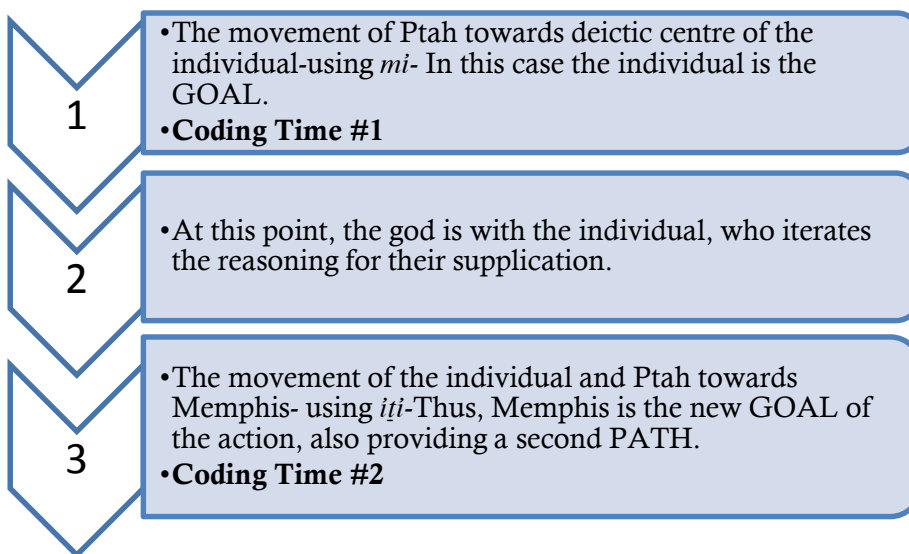 1
•The movement of Ptah towards deictic centre of the
individual-using mi- In this case the individual is the
GOAL.
•Coding Time #1
2
•At this point, the god is with the individual, who iterates
the reasoning for their supplication.
3
•The movement of the individual and Ptah towards
Memphis- using iṯi-Thus, Memphis is the new GOAL of
the action, also providing a second PATH.
•Coding Time #2